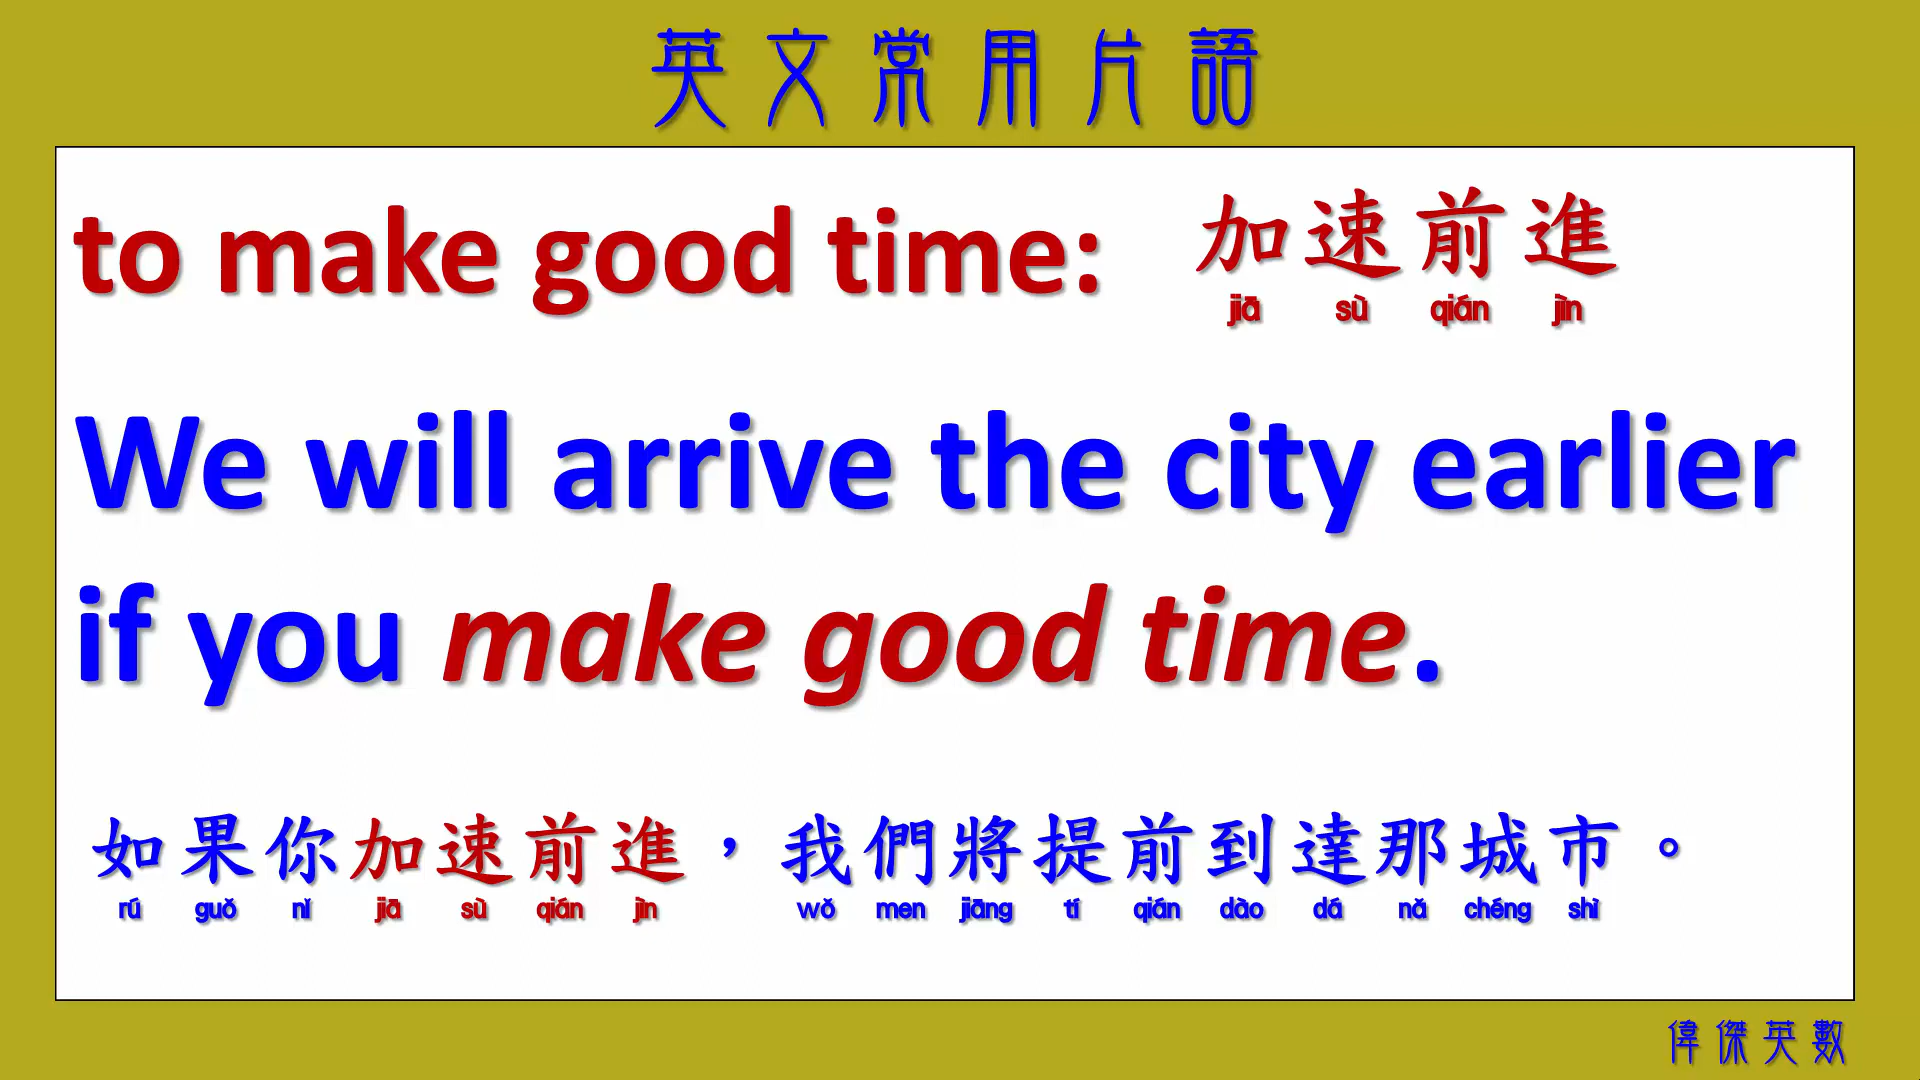 英文常用片語
to make good time: 加速前進
jiā sù qián jìn
We will arrive the city earlier
if you make good time.
如果你加速前進，我們將提前到達那城市。
rú guǒ nǐ jiā sù qián jìn wǒ men jiāng tí qián dào dá nǎ chéng shì
偉傑英數